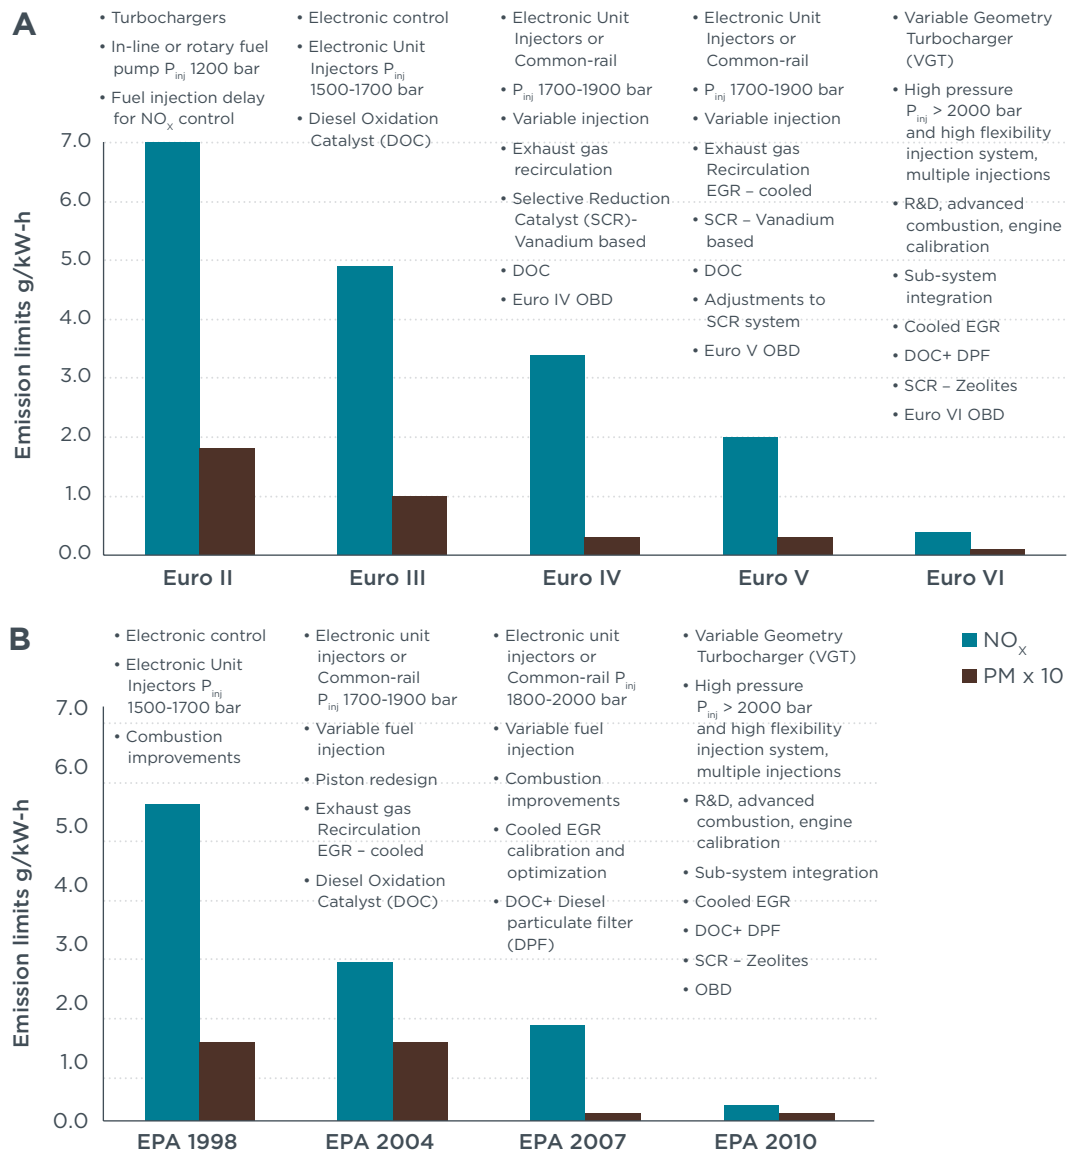 A
• Turbochargers
• In-line or rotary fuel
pump Pinj 1200 bar
• Fuel injection delay
for NOX control
• Electronic control
• Electronic Unit
Injectors Pinj
1500-1700 bar
• Diesel Oxidation
Catalyst (DOC)
• Electronic Unit
Injectors or
Common-rail
• Pinj 1700-1900 bar
• Variable injection
• Exhaust gas
recirculation
• Selective Reduction
Catalyst (SCR)-
Vanadium based
• DOC
• Euro IV OBD
• Electronic Unit
Injectors or
Common-rail
• Pinj 1700-1900 bar
• Variable injection
• Exhaust gas
Recirculation
EGR – cooled
• SCR – Vanadium
based
• DOC
• Adjustments to
SCR system
• Euro V OBD
• Variable Geometry
Turbocharger
(VGT)
• High pressure
Pinj > 2000 bar
and high flexibility
injection system,
multiple injections
• R&D, advanced
combustion, engine
calibration
• Sub-system
integration
• Cooled EGR
• DOC+ DPF
• SCR – Zeolites
• Euro VI OBD
Emission limits g/kW-h
7.0
6.0
5.0
4.0
3.0
2.0
1.0
0.0
Euro II
Euro III
Euro IV
Euro V
Euro VI
B
• Electronic control
• Electronic Unit
Injectors Pinj
1500-1700 bar
• Combustion
improvements
• Electronic unit
injectors or
Common-rail
Pinj 1700-1900 bar
• Variable fuel
injection
• Piston redesign
• Exhaust gas
Recirculation
EGR – cooled
• Diesel Oxidation
Catalyst (DOC)
• Electronic unit
injectors or
Common-rail Pinj
1800-2000 bar
• Variable fuel
injection
• Combustion
improvements
• Cooled EGR
calibration and
optimization
• DOC+ Diesel
particulate filter
(DPF)
• Variable Geometry
Turbocharger (VGT)
• High pressure
Pinj > 2000 bar
and high flexibility
injection system,
multiple injections
• R&D, advanced
combustion, engine
calibration
• Sub-system integration
• Cooled EGR
• DOC+ DPF
• SCR – Zeolites
• OBD
NOX
PM x 10
Emission limits g/kW-h
7.0
6.0
5.0
4.0
3.0
2.0
1.0
0.0
EPA 1998
EPA 2004
EPA 2007
EPA 2010